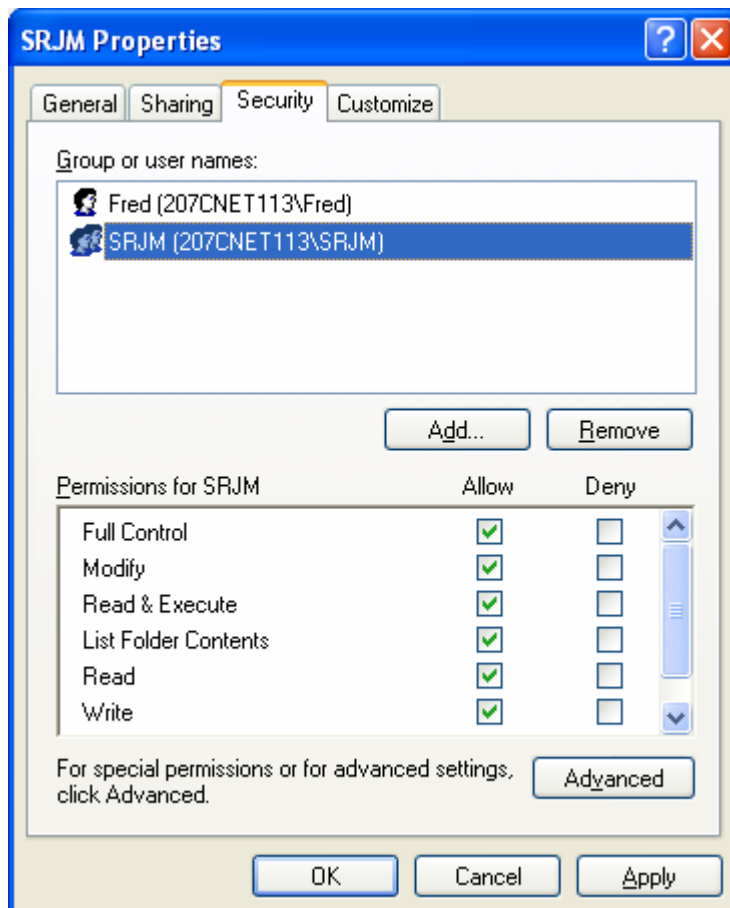 SRJM Properties
General Sharing Security Customize
Group or user names:
Fred (207CNET113\Fred)
SRJM (207CNET113\SRJM)
Add... Remove
Permissions for SRJM Allow Deny
Full Control
Modify
Read & Execute
List Folder Contents
Read
Write
For special permissions or for advanced settings,
click Advanced.
Advanced
OK Cancel Apply